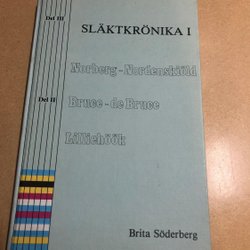 Del III
SLÄKTKRÖNIKA I
Norberg-Nordenskiöld
Del II
Bruce-de Bruce
Lilliehöök
Brita Söderberg